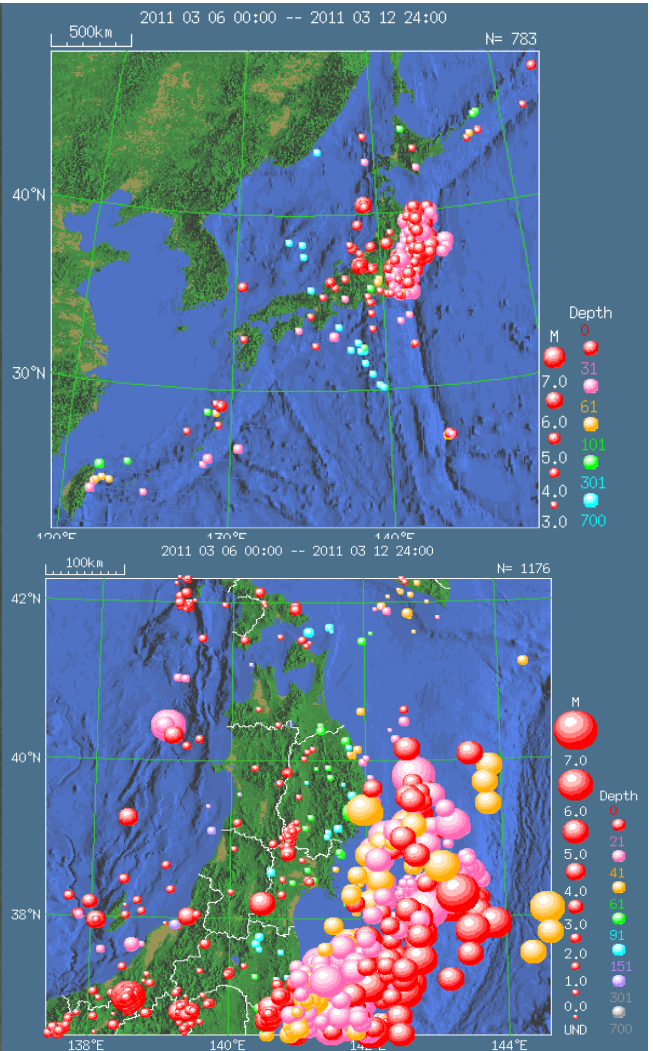 2011 03 06 00:00 -- 2011 03 12 24:00
500km
N= 783
40°N
30°N
Depth
0
M
31
7.0
61
6.0
101
5.0
301
4.0
700
3.0
120°E
130°E
140°E
2011 03 06 00:00 -- 2011 03 12 24:00
100km
N= 1176
42°N
40°N
38°N
M
7.0
6.0
Depth
0
5.0
21
4.0
41
3.0
61
2.0
91
1.0
151
0.0
301
UND
700
138°E
140°E
142°E
144°E